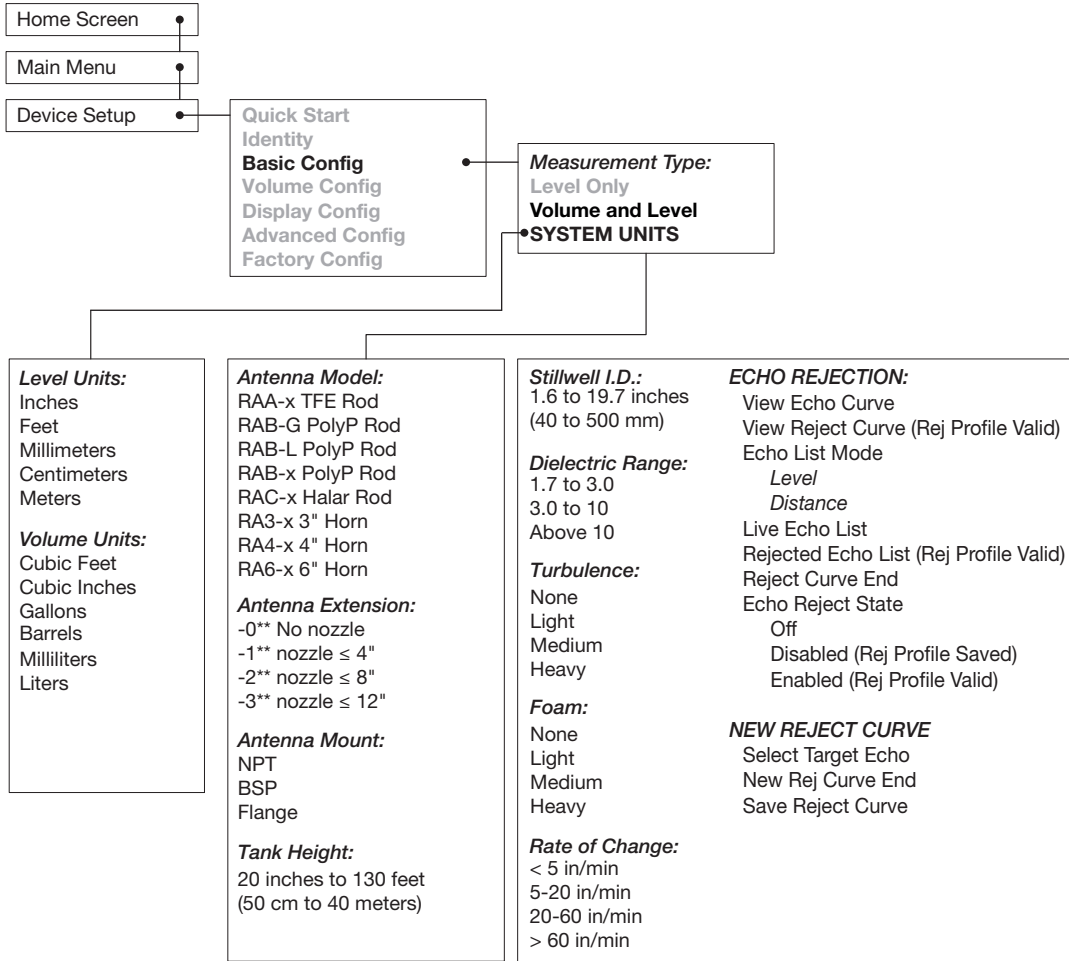 Home Screen
Main Menu
Device Setup
Quick Start
Identity
Basic Config
Volume Config
Display Config
Advanced Config
Factory Config
Measurement Type:
Level Only
Volume and Level
SYSTEM UNITS
Level Units:
Inches
Feet
Millimeters
Centimeters
Meters
Volume Units:
Cubic Feet
Cubic Inches
Gallons
Barrels
Milliliters
Liters
Antenna Model:
RAA-x TFE Rod
RAB-G PolyP Rod
RAB-L PolyP Rod
RAB-x PolyP Rod
RAC-x Halar Rod
RA3-x 3" Horn
RA4-x 4" Horn
RA6-x 6" Horn
Antenna Extension:
-0** No nozzle
-1** nozzle ≤ 4"
-2** nozzle ≤ 8"
-3** nozzle ≤ 12"
Antenna Mount:
NPT
BSP
Flange
Tank Height:
20 inches to 130 feet
(50 cm to 40 meters)
Stillwell I.D.:
1.6 to 19.7 inches
(40 to 500 mm)
Dielectric Range:
1.7 to 3.0
3.0 to 10
Above 10
Turbulence:
None
Light
Medium
Heavy
Foam:
None
Light
Medium
Heavy
Rate of Change:
< 5 in/min
5-20 in/min
20-60 in/min
> 60 in/min
ECHO REJECTION:
View Echo Curve
View Reject Curve (Rej Profile Valid)
Echo List Mode
Level
Distance
Live Echo List
Rejected Echo List (Rej Profile Valid)
Reject Curve End
Echo Reject State
Off
Disabled (Rej Profile Saved)
Enabled (Rej Profile Valid)
NEW REJECT CURVE
Select Target Echo
New Rej Curve End
Save Reject Curve